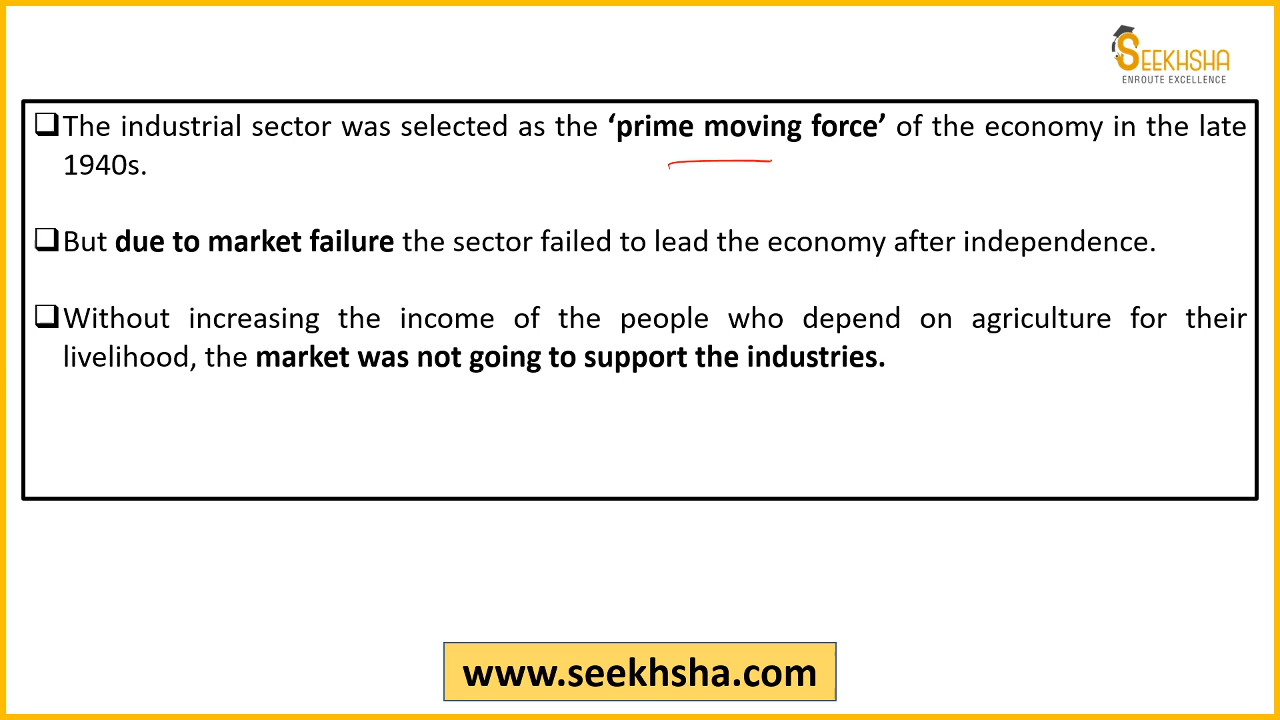 SEEKHSHA
ENROUTE EXCELLENCE
❑The industrial sector was selected as the ‘prime moving force’ of the economy in the late
1940s.
❑But due to market failure the sector failed to lead the economy after independence.
❑Without increasing the income of the people who depend on agriculture for their
livelihood, the market was not going to support the industries.
www.seekhsha.com